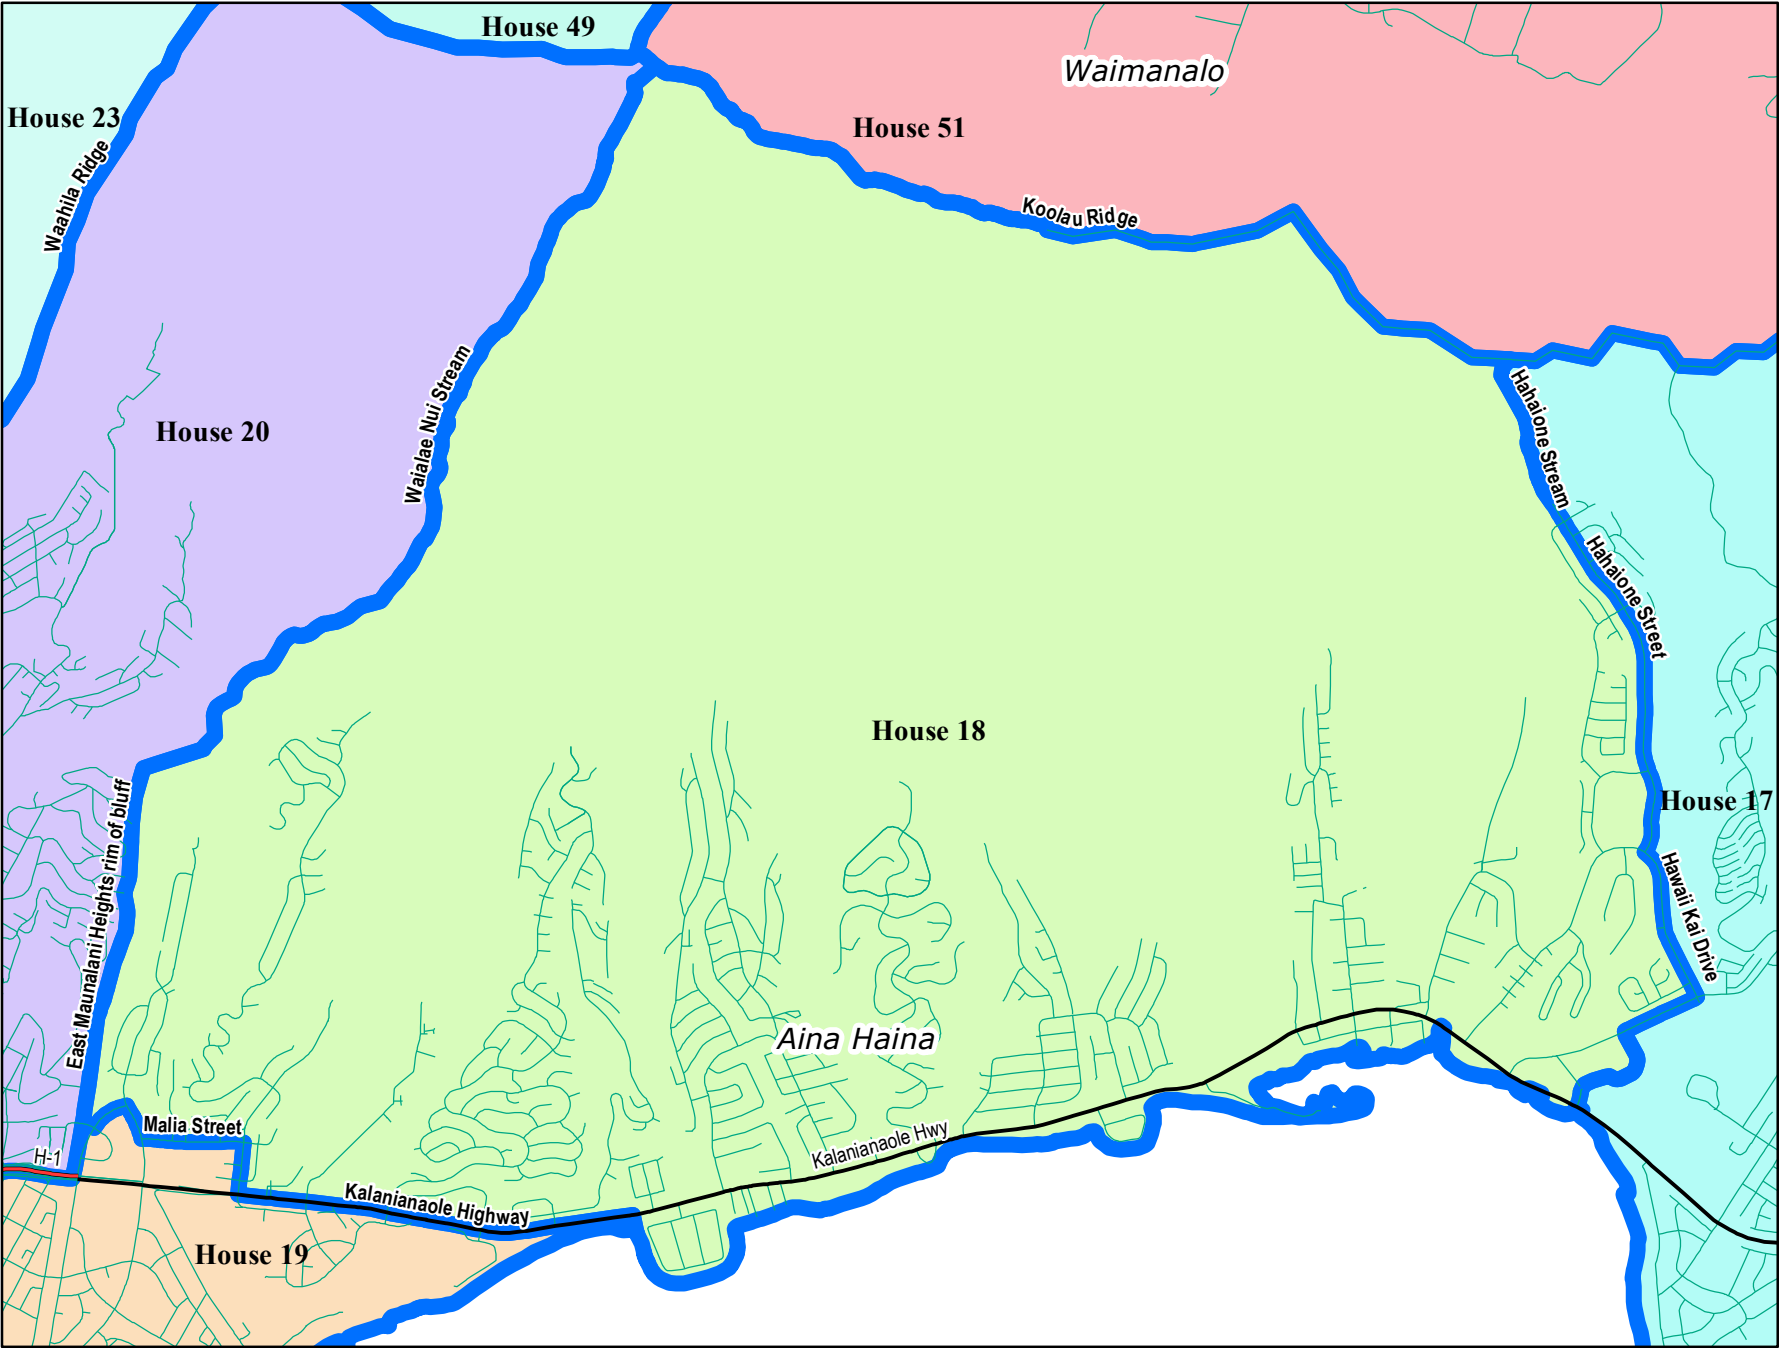 House 49
Waimanalo
House 23
House 51
Waahila Ridge
Koolau Ridge
Waialae Nui Stream
Hahaione Stream
House 20
Hahaione Street
House 18
House 17
East Maunalani Heights rim of bluff
Hawaii Kai Drive
Aina Haina
Malia Street
H-1
Kalanianaole Hwy
Kalanianaole Highway
House 19